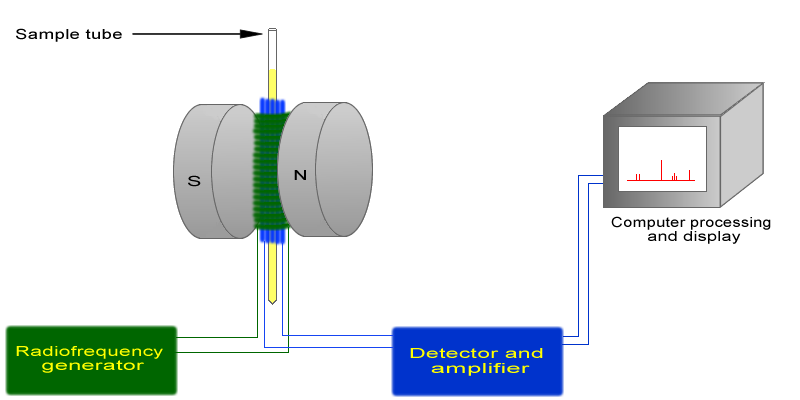 Sample tube
S
N
Computer processing
and display
Radiofrequency
generator
Detector and
amplifier